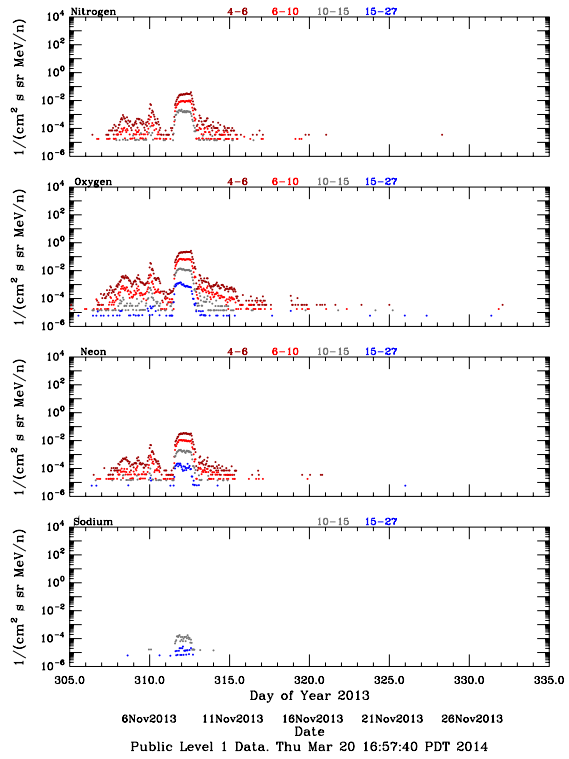 Nitrogen 4-6 6-10 10-15 15-27
10^4
10^2
10^0
10^-2
10^-4
10^-6
1/(cm^2 s sr MeV/n)
Oxygen 4-6 6-10 10-15 15-27
10^4
10^2
10^0
10^-2
10^-4
10^-6
1/(cm^2 s sr MeV/n)
Neon 4-6 6-10 10-15 15-27
10^4
10^2
10^0
10^-2
10^-4
10^-6
1/(cm^2 s sr MeV/n)
Sodium 10-15 15-27
10^4
10^2
10^0
10^-2
10^-4
10^-6
1/(cm^2 s sr MeV/n)
305.0 310.0 315.0 320.0 325.0 330.0 335.0
Day of Year 2013
6Nov2013 11Nov2013 16Nov2013 21Nov2013 26Nov2013
Date
Public Level 1 Data. Thu Mar 20 16:57:40 PDT 2014